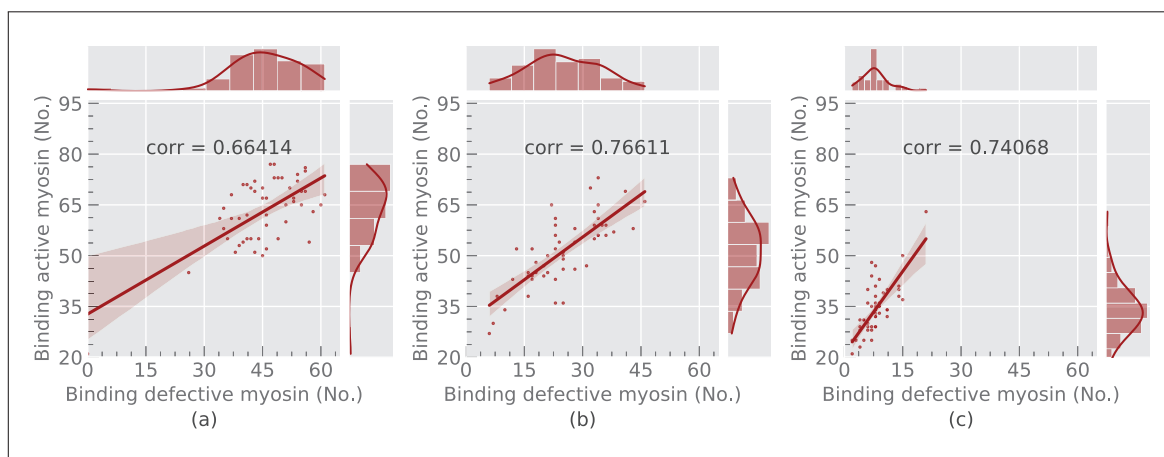 Binding active myosin (No.)
95
80
65
50
35
20
corr = 0.66414
0
15
30
45
60
Binding defective myosin (No.)
(a)
Binding active myosin (No.)
95
80
65
50
35
20
corr = 0.76611
0
15
30
45
60
Binding defective myosin (No.)
(b)
Binding active myosin (No.)
95
80
65
50
35
20
corr = 0.74068
0
15
30
45
60
Binding defective myosin (No.)
(c)